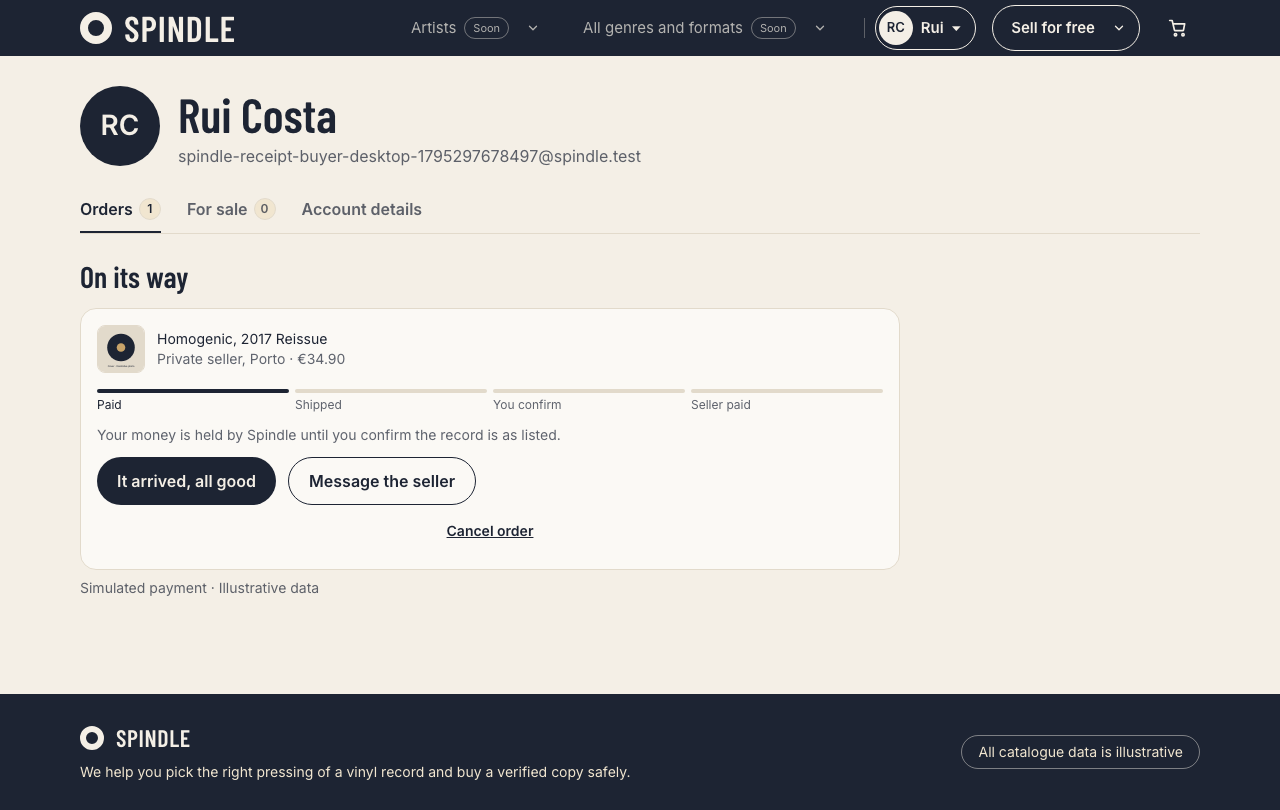 SPINDLE
Artists Soon
All genres and formats Soon
RC Rui
Sell for free
RC
Rui Costa
spindle-receipt-buyer-desktop-1795297678497@spindle.test
Orders 1
For sale 0
Account details
On its way
Homogenic, 2017 Reissue
Private seller, Porto · €34.90
Paid
Shipped
You confirm
Seller paid
Your money is held by Spindle until you confirm the record is as listed.
It arrived, all good
Message the seller
Cancel order
Simulated payment · Illustrative data
SPINDLE
We help you pick the right pressing of a vinyl record and buy a verified copy safely.
All catalogue data is illustrative